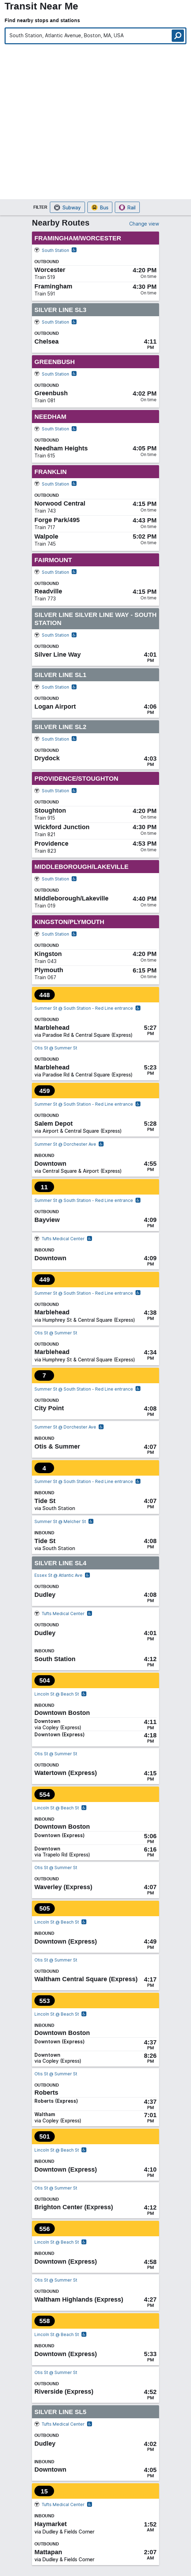 Transit Near Me
Find nearby stops and stations
South Station, Atlantic Avenue, Boston, MA, USA
FILTER Subway Bus Rail
Nearby Routes Change view
FRAMINGHAM/WORCESTER
South Station
OUTBOUND
Worcester 4:20 PM
Train 519 On time
Framingham 4:30 PM
Train 591 On time
SILVER LINE SL3
South Station
OUTBOUND
Chelsea 4:11
PM
GREENBUSH
South Station
OUTBOUND
Greenbush 4:02 PM
Train 081 On time
NEEDHAM
South Station
OUTBOUND
Needham Heights 4:05 PM
Train 615 On time
FRANKLIN
South Station
OUTBOUND
Norwood Central 4:15 PM
Train 743 On time
Forge Park/495 4:43 PM
Train 717 On time
Walpole 5:02 PM
Train 745 On time
FAIRMOUNT
South Station
OUTBOUND
Readville 4:15 PM
Train 773 On time
SILVER LINE SILVER LINE WAY - SOUTH
STATION
South Station
OUTBOUND
Silver Line Way 4:01
PM
SILVER LINE SL1
South Station
OUTBOUND
Logan Airport 4:06
PM
SILVER LINE SL2
South Station
OUTBOUND
Drydock 4:03
PM
PROVIDENCE/STOUGHTON
South Station
OUTBOUND
Stoughton 4:20 PM
Train 915 On time
Wickford Junction 4:30 PM
Train 821 On time
Providence 4:53 PM
Train 823 On time
MIDDLEBOROUGH/LAKEVILLE
South Station
OUTBOUND
Middleborough/Lakeville 4:40 PM
Train 019 On time
KINGSTON/PLYMOUTH
South Station
OUTBOUND
Kingston 4:20 PM
Train 043 On time
Plymouth 6:15 PM
Train 067 On time
448
Summer St @ South Station - Red Line entrance
OUTBOUND
Marblehead 5:27
via Paradise Rd & Central Square (Express) PM
Otis St @ Summer St
OUTBOUND
Marblehead 5:23
via Paradise Rd & Central Square (Express) PM
459
Summer St @ South Station - Red Line entrance
OUTBOUND
Salem Depot 5:28
via Airport & Central Square (Express) PM
Summer St @ Dorchester Ave
INBOUND
Downtown 4:55
via Central Square & Airport (Express) PM
11
Summer St @ South Station - Red Line entrance
OUTBOUND
Bayview 4:09
PM
Tufts Medical Center
INBOUND
Downtown 4:09
PM
449
Summer St @ South Station - Red Line entrance
OUTBOUND
Marblehead 4:38
via Humphrey St & Central Square (Express) PM
Otis St @ Summer St
OUTBOUND
Marblehead 4:34
via Humphrey St & Central Square (Express) PM
7
Summer St @ South Station - Red Line entrance
OUTBOUND
City Point 4:08
PM
Summer St @ Dorchester Ave
INBOUND
Otis & Summer 4:07
PM
4
Summer St @ South Station - Red Line entrance
INBOUND
Tide St 4:07
via South Station PM
Summer St @ Melcher St
INBOUND
Tide St 4:08
via South Station PM
SILVER LINE SL4
Essex St @ Atlantic Ave
OUTBOUND
Dudley 4:08
PM
Tufts Medical Center
OUTBOUND
Dudley 4:01
PM
INBOUND
South Station 4:12
PM
504
Lincoln St @ Beach St
INBOUND
Downtown Boston
Downtown 4:11
via Copley (Express) PM
Downtown (Express) 4:18
PM
Otis St @ Summer St
OUTBOUND
Watertown (Express) 4:15
PM
554
Lincoln St @ Beach St
INBOUND
Downtown Boston
Downtown (Express) 5:06
PM
Downtown 6:16
via Trapelo Rd (Express) PM
Otis St @ Summer St
OUTBOUND
Waverley (Express) 4:07
PM
505
Lincoln St @ Beach St
INBOUND
Downtown (Express) 4:49
PM
Otis St @ Summer St
OUTBOUND
Waltham Central Square (Express) 4:17
PM
553
Lincoln St @ Beach St
INBOUND
Downtown Boston
Downtown (Express) 4:37
PM
Downtown 8:26
via Copley (Express) PM
Otis St @ Summer St
OUTBOUND
Roberts
Roberts (Express) 4:37
PM
Waltham 7:01
via Copley (Express) PM
501
Lincoln St @ Beach St
INBOUND
Downtown (Express) 4:10
PM
Otis St @ Summer St
OUTBOUND
Brighton Center (Express) 4:12
PM
556
Lincoln St @ Beach St
INBOUND
Downtown (Express) 4:58
PM
Otis St @ Summer St
OUTBOUND
Waltham Highlands (Express) 4:27
PM
558
Lincoln St @ Beach St
INBOUND
Downtown (Express) 5:33
PM
Otis St @ Summer St
OUTBOUND
Riverside (Express) 4:52
PM
SILVER LINE SL5
Tufts Medical Center
OUTBOUND
Dudley 4:02
PM
INBOUND
Downtown 4:05
PM
15
Tufts Medical Center
INBOUND
Haymarket 1:52
via Dudley & Fields Corner AM
OUTBOUND
Mattapan 2:07
via Dudley & Fields Corner AM